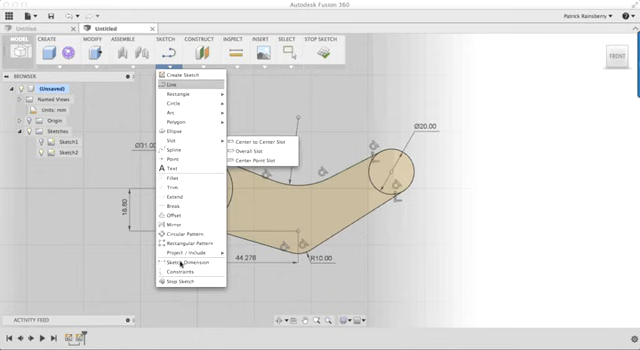 Autodesk Fusion 360
Patrick Rainsberry
Untitled
Untitled
MODEL
CREATE
MODIFY
ASSEMBLE
SKETCH
CONSTRUCT
INSPECT
INSERT
SELECT
STOP SKETCH
FRONT
BROWSER
(Unsaved)
Named Views
Units: mm
Origin
Sketches
Sketch1
Sketch2
Create Sketch
Line
Rectangle
Circle
Arc
Polygon
Ellipse
Slot
Spline
Point
Text
Fillet
Trim
Extend
Break
Offset
Mirror
Circular Pattern
Rectangular Pattern
Project / Include
Sketch Dimension
Constraints
Stop Sketch
Center to Center Slot
Overall Slot
Center Point Slot
Ø20.00
18.80
44.278
R10.00
ACTIVITY FEED